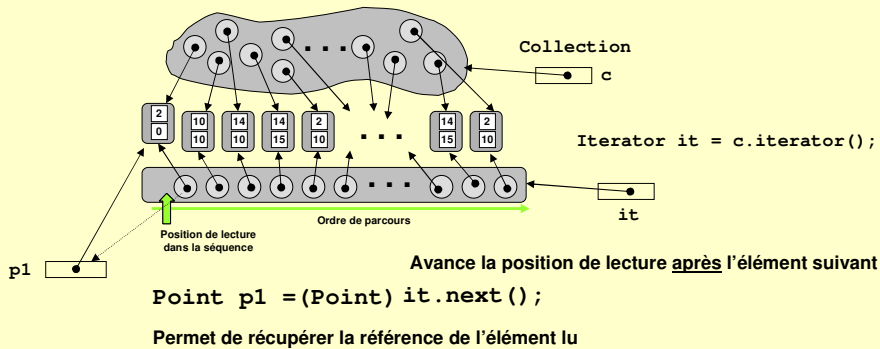 Collection
c
2
0
10
10
14
10
14
15
2
10
14
15
2
10
Iterator it = c.iterator();
it
Ordre de parcours
Position de lecture
dans la séquence
p1
Avance la position de lecture après l'élément suivant
Point p1 =(Point) it.next();
Permet de récupérer la référence de l'élément lu